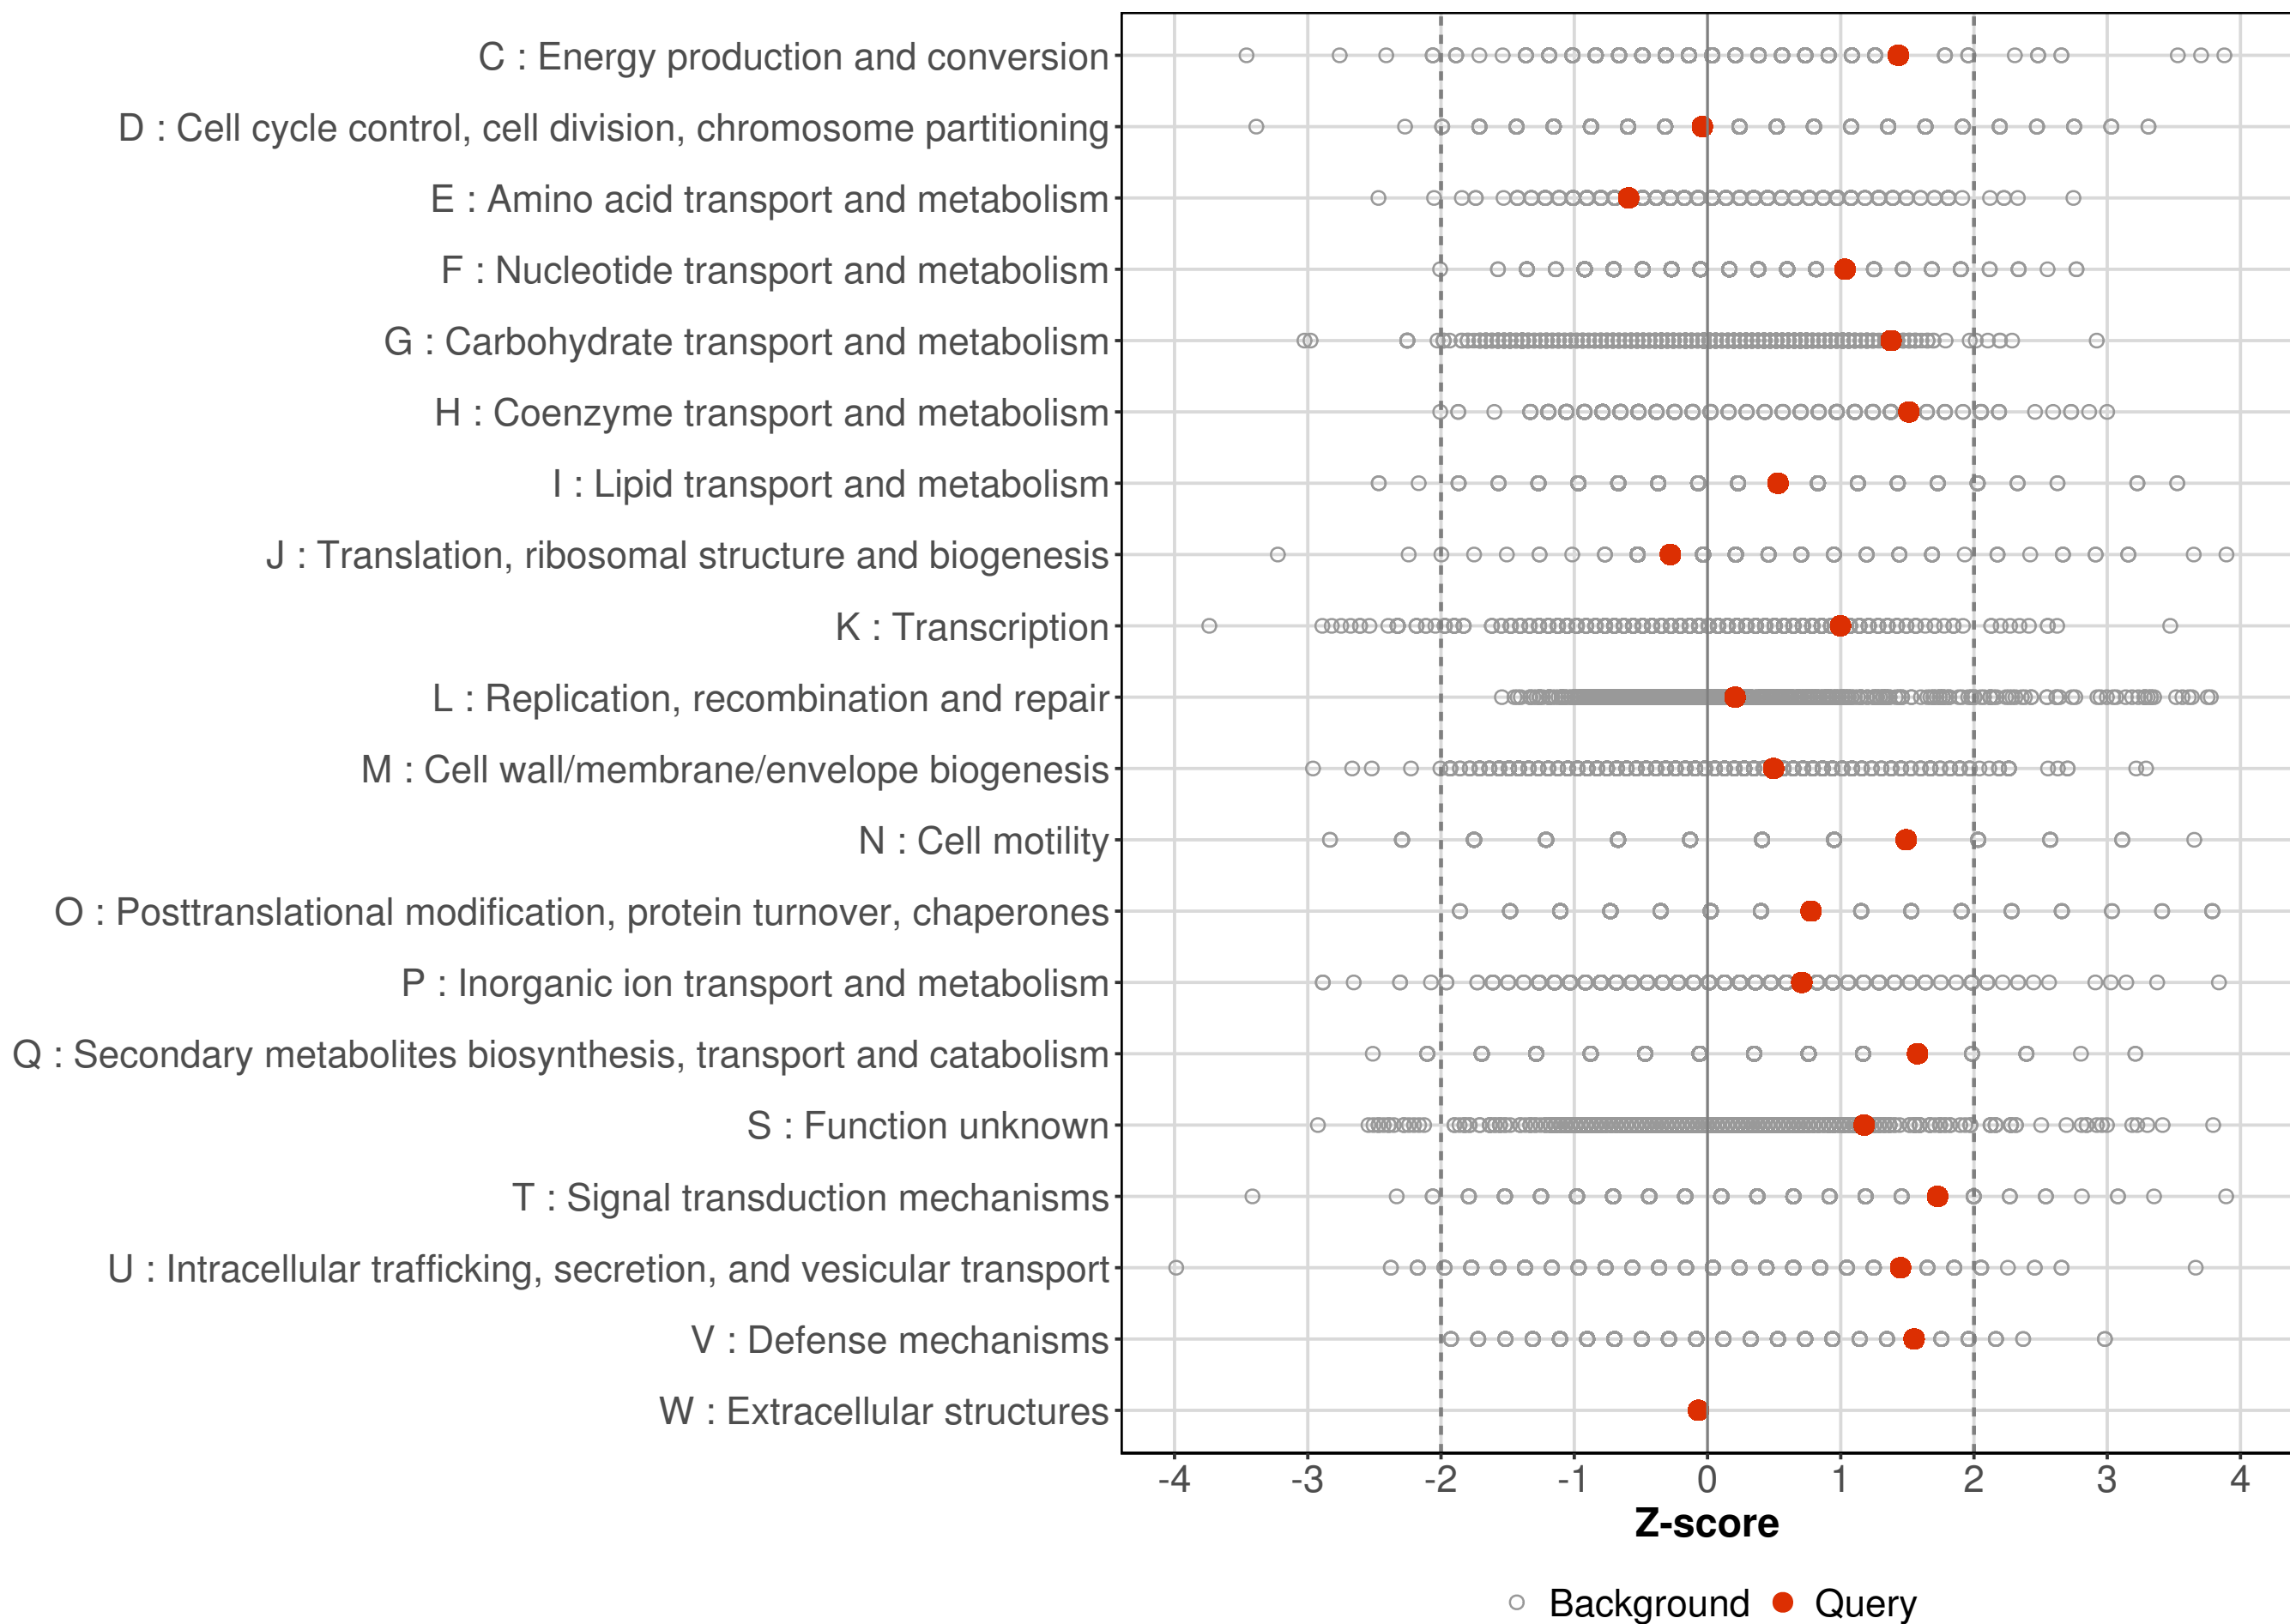 C : Energy production and conversion
D : Cell cycle control, cell division, chromosome partitioning
E : Amino acid transport and metabolism
F : Nucleotide transport and metabolism
G : Carbohydrate transport and metabolism
H : Coenzyme transport and metabolism
I : Lipid transport and metabolism
J : Translation, ribosomal structure and biogenesis
K : Transcription
L : Replication, recombination and repair
M : Cell wall/membrane/envelope biogenesis
N : Cell motility
O : Posttranslational modification, protein turnover, chaperones
P : Inorganic ion transport and metabolism
Q : Secondary metabolites biosynthesis, transport and catabolism
S : Function unknown
T : Signal transduction mechanisms
U : Intracellular trafficking, secretion, and vesicular transport
V : Defense mechanisms
W : Extracellular structures
-4 -3 -2 -1 0 1 2 3 4
Z-score
Background Query